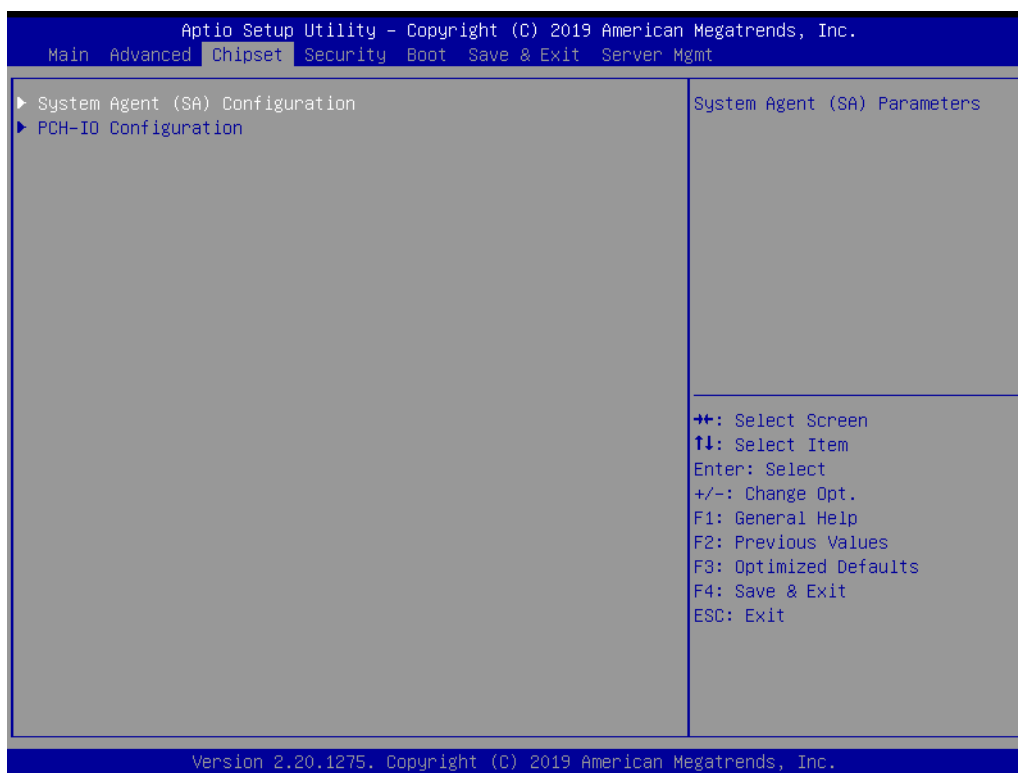 Aptio Setup Utility – Copyright (C) 2019 American Megatrends, Inc.
Main Advanced Chipset Security Boot Save & Exit Server Mgmt
▶ System Agent (SA) Configuration
▶ PCH-IO Configuration
System Agent (SA) Parameters
→←: Select Screen
↑↓: Select Item
Enter: Select
+/-: Change Opt.
F1: General Help
F2: Previous Values
F3: Optimized Defaults
F4: Save & Exit
ESC: Exit
Version 2.20.1275. Copyright (C) 2019 American Megatrends, Inc.